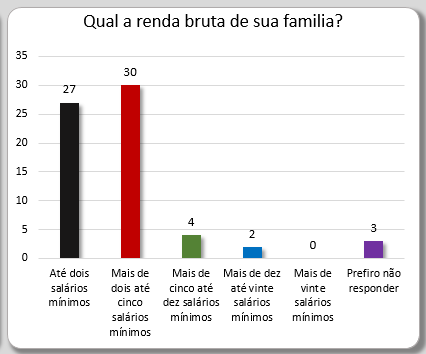 Qual a renda bruta de sua familia?
35
30
25
20
15
10
5
0
27
30
4
2
0
3
Até dois
salários
mínimos
Mais de
dois até
cinco
salários
mínimos
Mais de
cinco até
dez salários
mínimos
Mais de dez
até vinte
salários
mínimos
Mais de
vinte
salários
mínimos
Prefiro não
responder